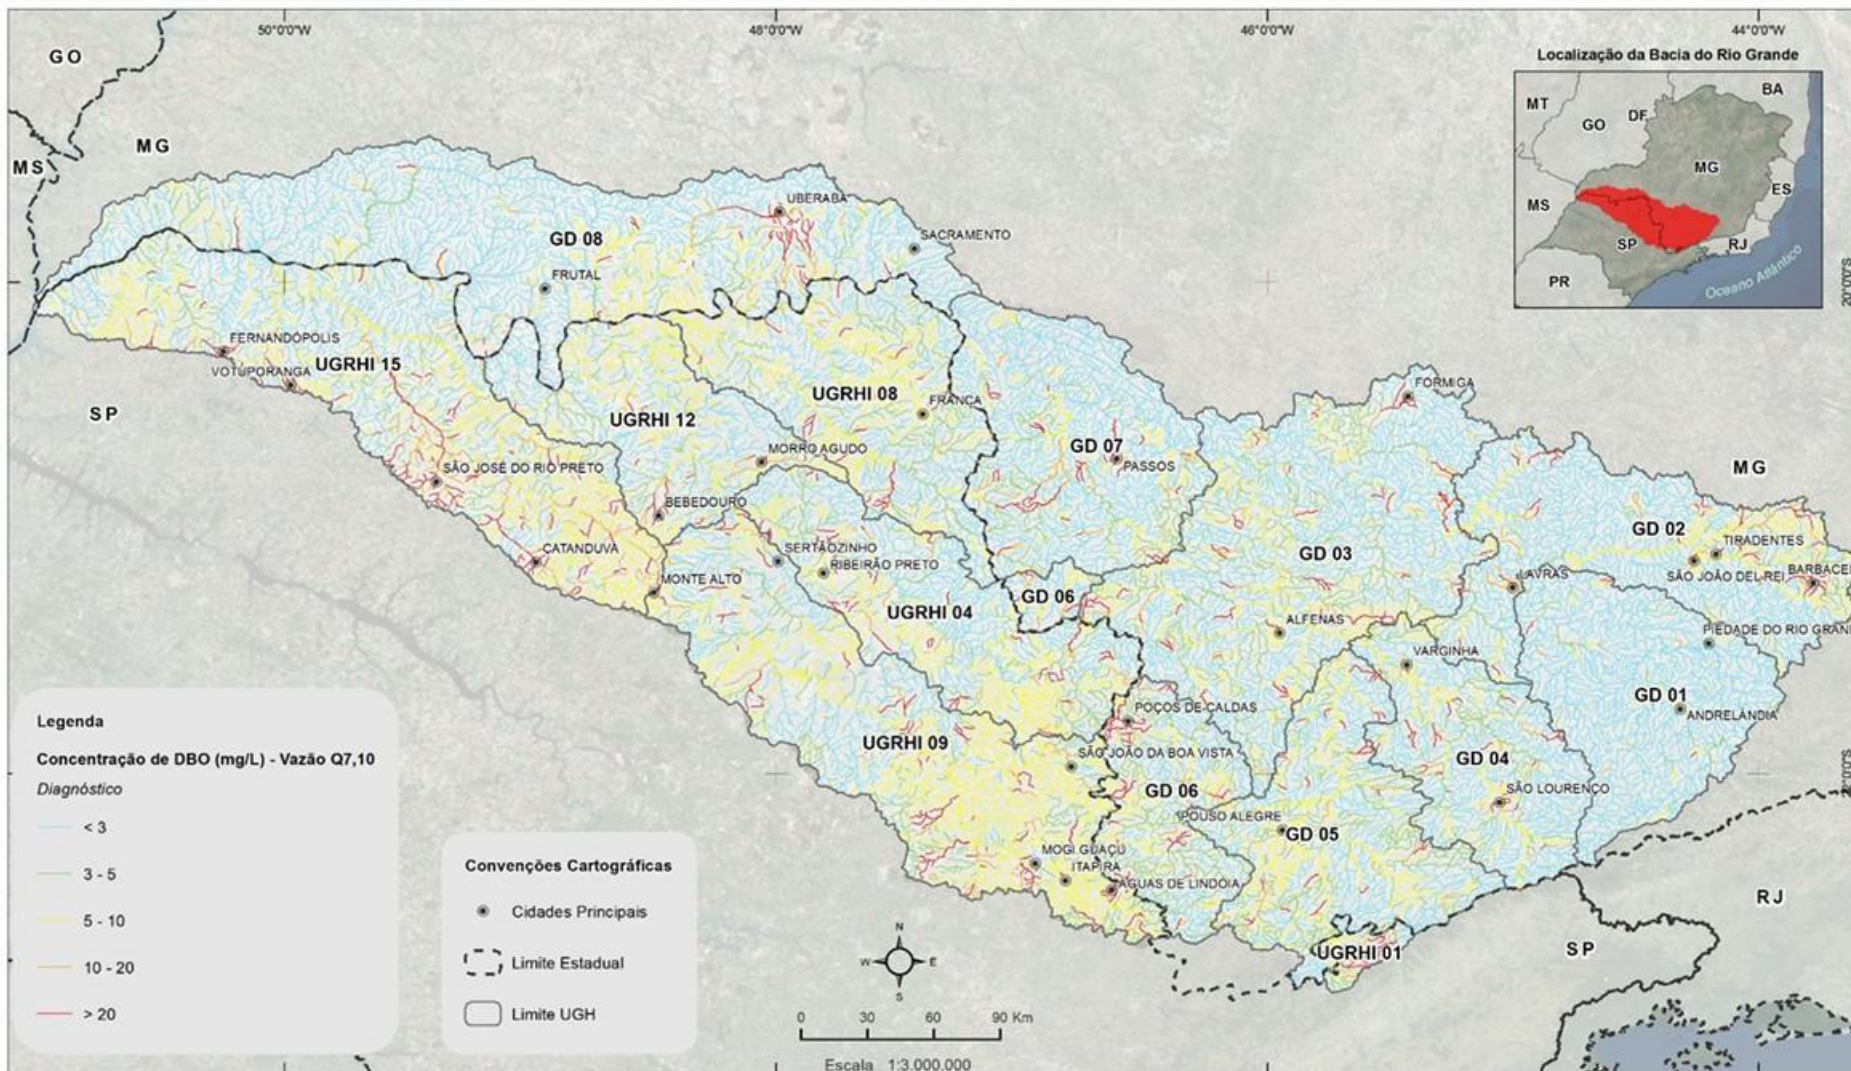 50°0'0"W
48°0'0"W
46°0'0"W
44°0'0"W
GO
MG
MS
Localização da Bacia do Rio Grande
MT
BA
GO
DF
MG
ES
MS
SP
RJ
PR
Oceano Atlântico
20°0'0"S
UBERABA
GD 08
SACRAMENTO
FRUTAL
FERNANDÓPOLIS
UGRHI 15
VOTUPORANGA
SP
UGRHI 08
FRANCA
UGRHI 12
FORMIGA
GD 07
PASSOS
MORRO AGUDO
SÃO JOSÉ DO RIO PRETO
MG
BEBEDOURO
GD 02
TIRADENTES
CATANDUVA
SERTÃOZINHO
RIBEIRÃO PRETO
GD 03
SÃO JOÃO DEL REI
LAVRAS
MONTE ALTO
GD 06
UGRHI 04
ALFENAS
VARGINHA
GD 01
ANDRELÂNDIA
POÇOS DE CALDAS
UGRHI 09
SÃO JOÃO DA BOA VISTA
GD 04
SÃO LOURENÇO
GD 06
POUSO ALEGRE
GD 05
MOGI GUAÇU
ITAPIRA
ÁGUAS DE LINDÓIA
RJ
SP
UGRHI 01
Legenda
Concentração de DBO (mg/L) - Vazão Q7,10
Diagnóstico
< 3
3 - 5
5 - 10
10 - 20
> 20
Convenções Cartográficas
Cidades Principais
Limite Estadual
Limite UGH
N
W
E
S
0 30 60 90 Km
Escala 1:3.000.000